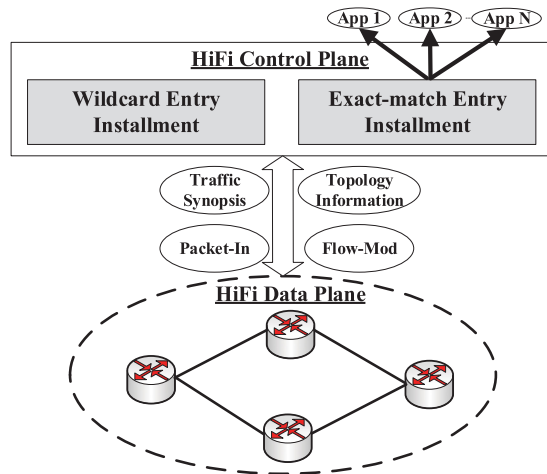 App 1 App 2 App N
HiFi Control Plane
Wildcard Entry
Installment
Exact-match Entry
Installment
Traffic
Synopsis
Topology
Information
Packet-In
Flow-Mod
HiFi Data Plane